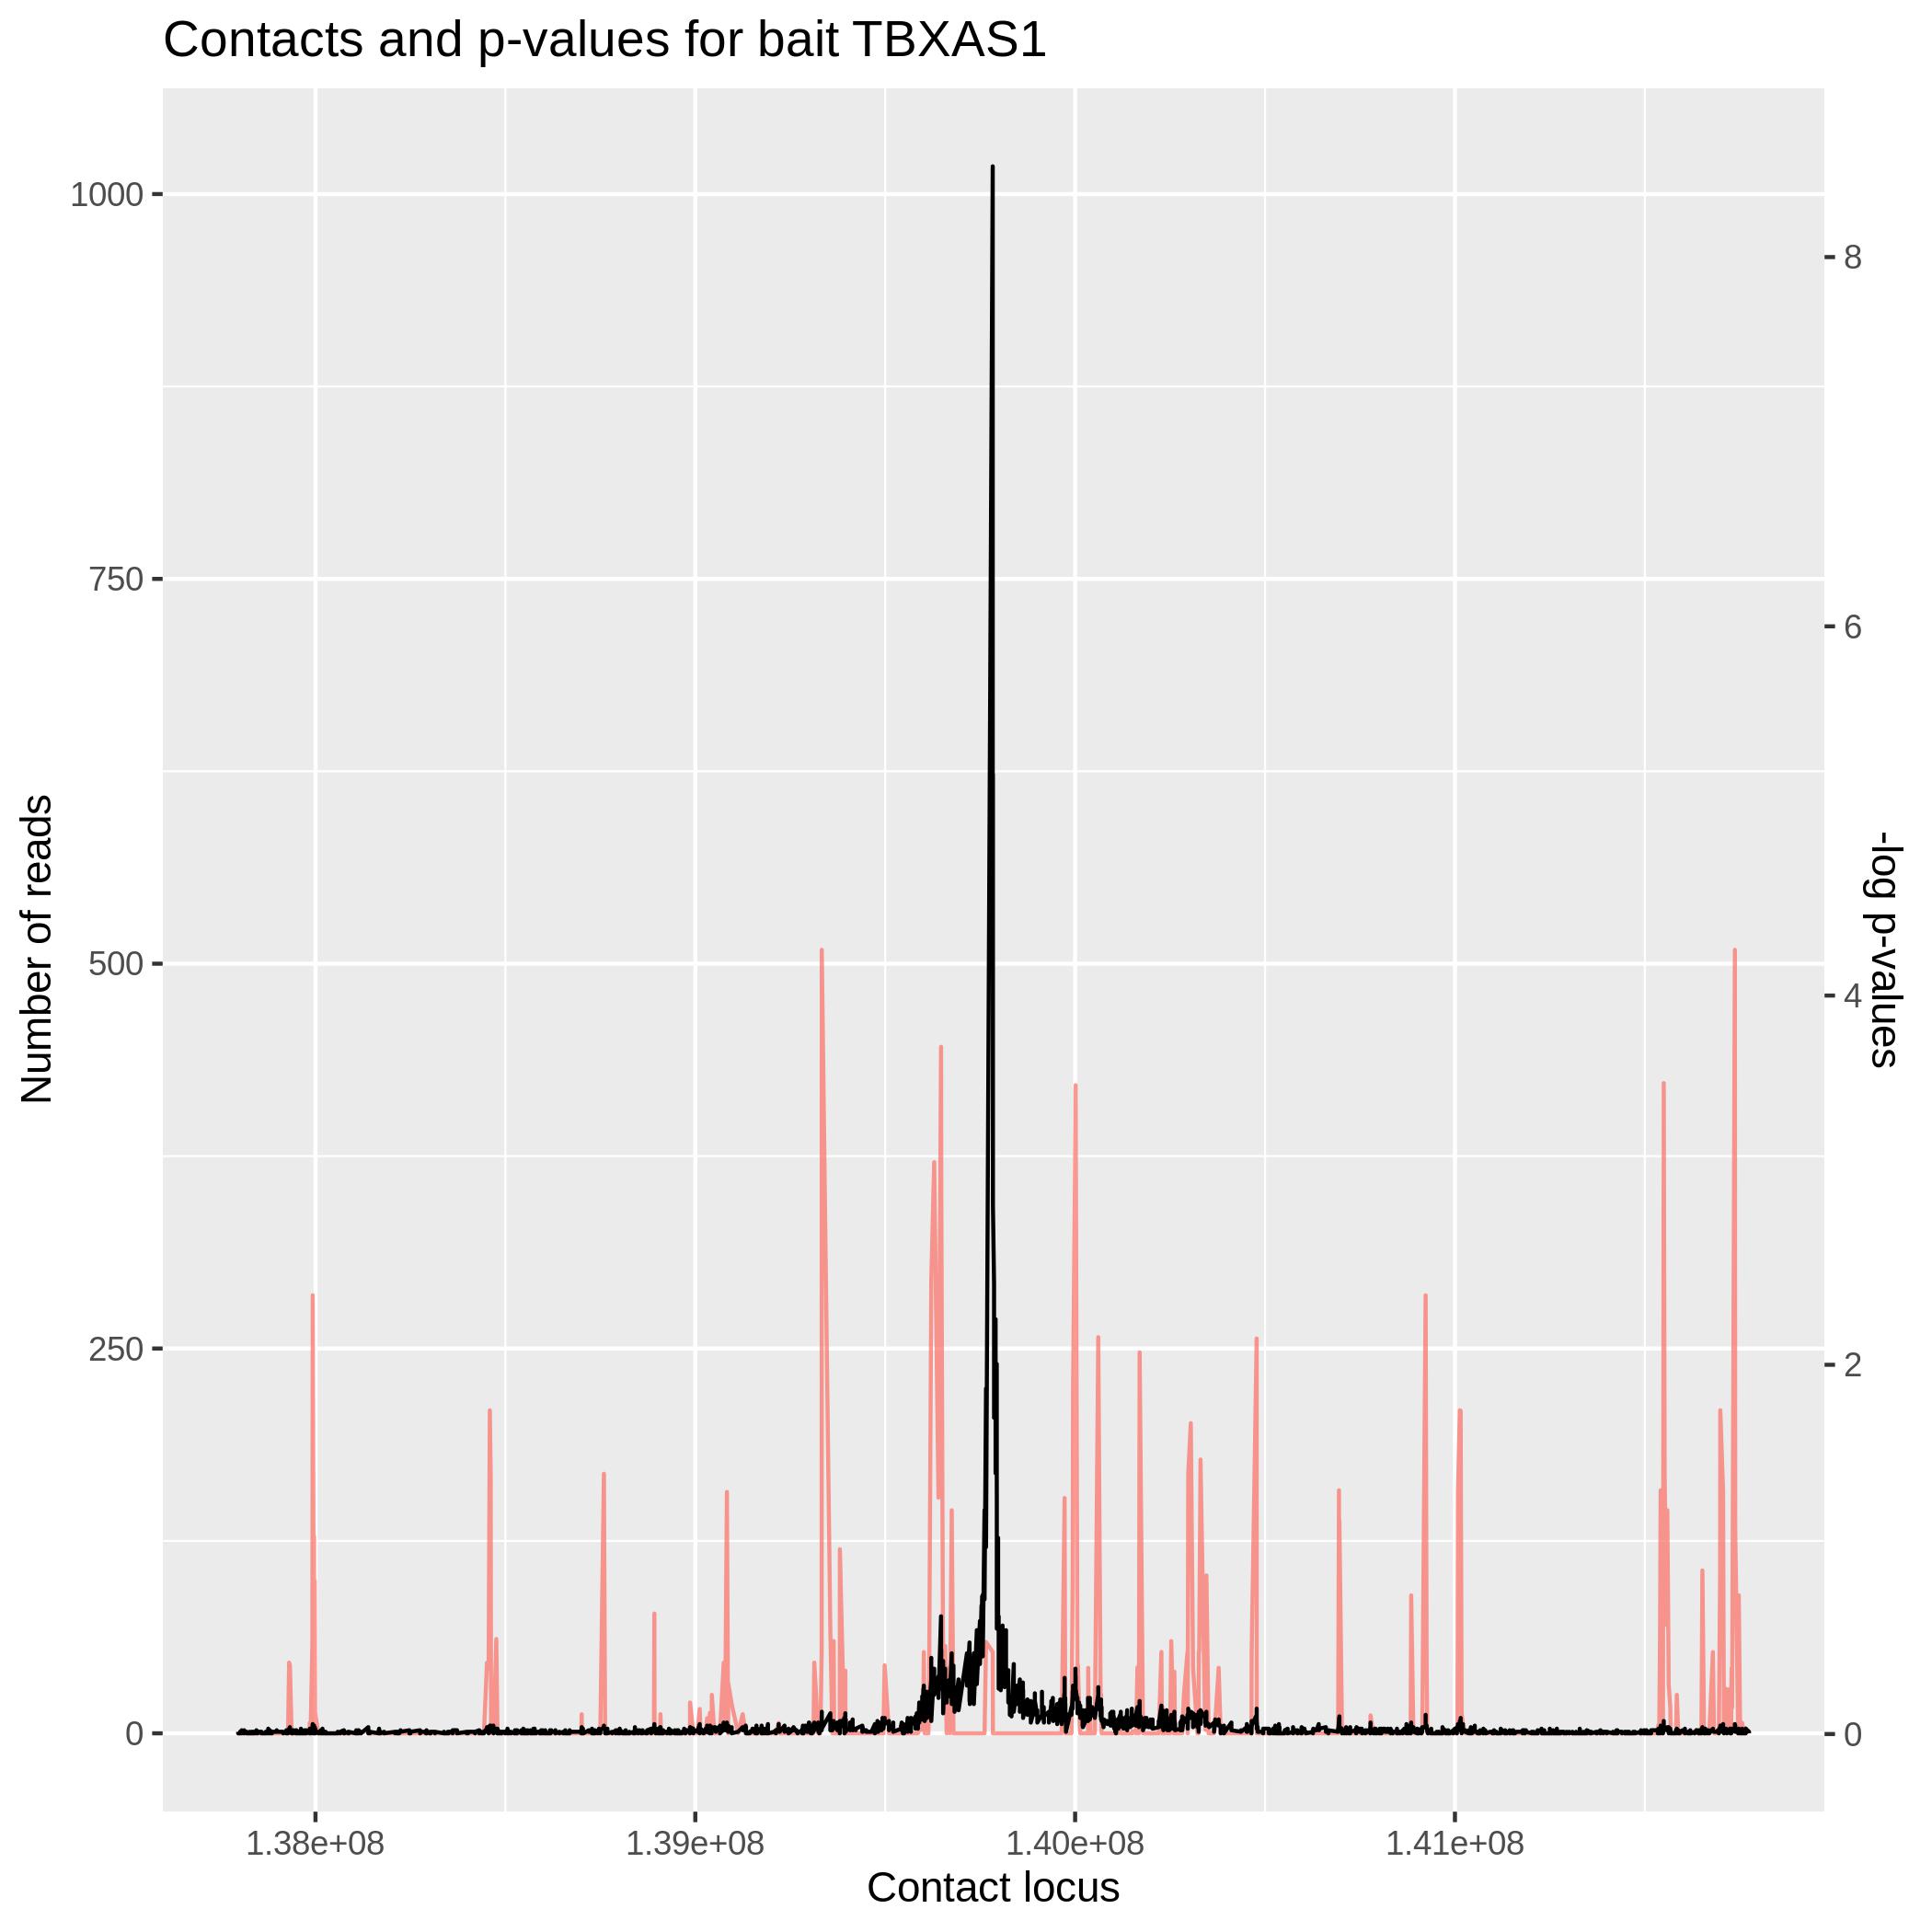 Contacts and p-values for bait TBXAS1
1000
750
500
250
0
Number of reads
8
6
4
2
0
-log p-values
1.38e+08 1.39e+08 1.40e+08 1.41e+08
Contact locus